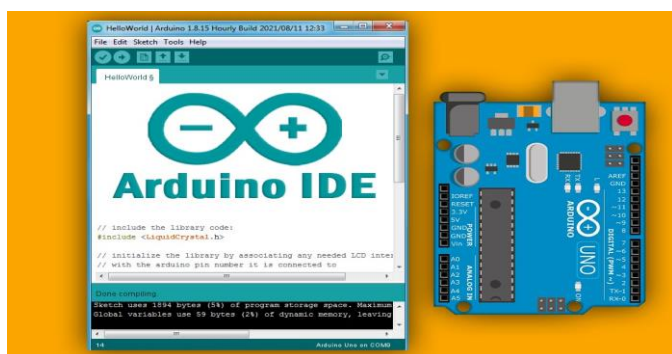 HelloWorld | Arduino 1.8.15 Hourly Build 2021/08/11 12:33
File Edit Sketch Tools Help
HelloWorld §
Arduino IDE
// include the library code:
#include <LiquidCrystal.h>
// initialize the library by associating any needed LCD inter
// with the arduino pin number it is connected to
Done compiling.
Sketch uses 1894 bytes (5%) of program storage space. Maximum
Global variables use 59 bytes (2%) of dynamic memory, leaving
14
Arduino Uno on COM9
IOREF
RESET
3.3V
5V
GND
GND
Vin
POWER
A0
A1
A2
A3
A4
A5
ANALOG IN
RX
TX
L
ARDUINO
UNO
ON
AREF
GND
13
12
~11
~10
~9
8
7
~6
~5
4
~3
2
TX-1
RX-0
DIGITAL (PWM ~)